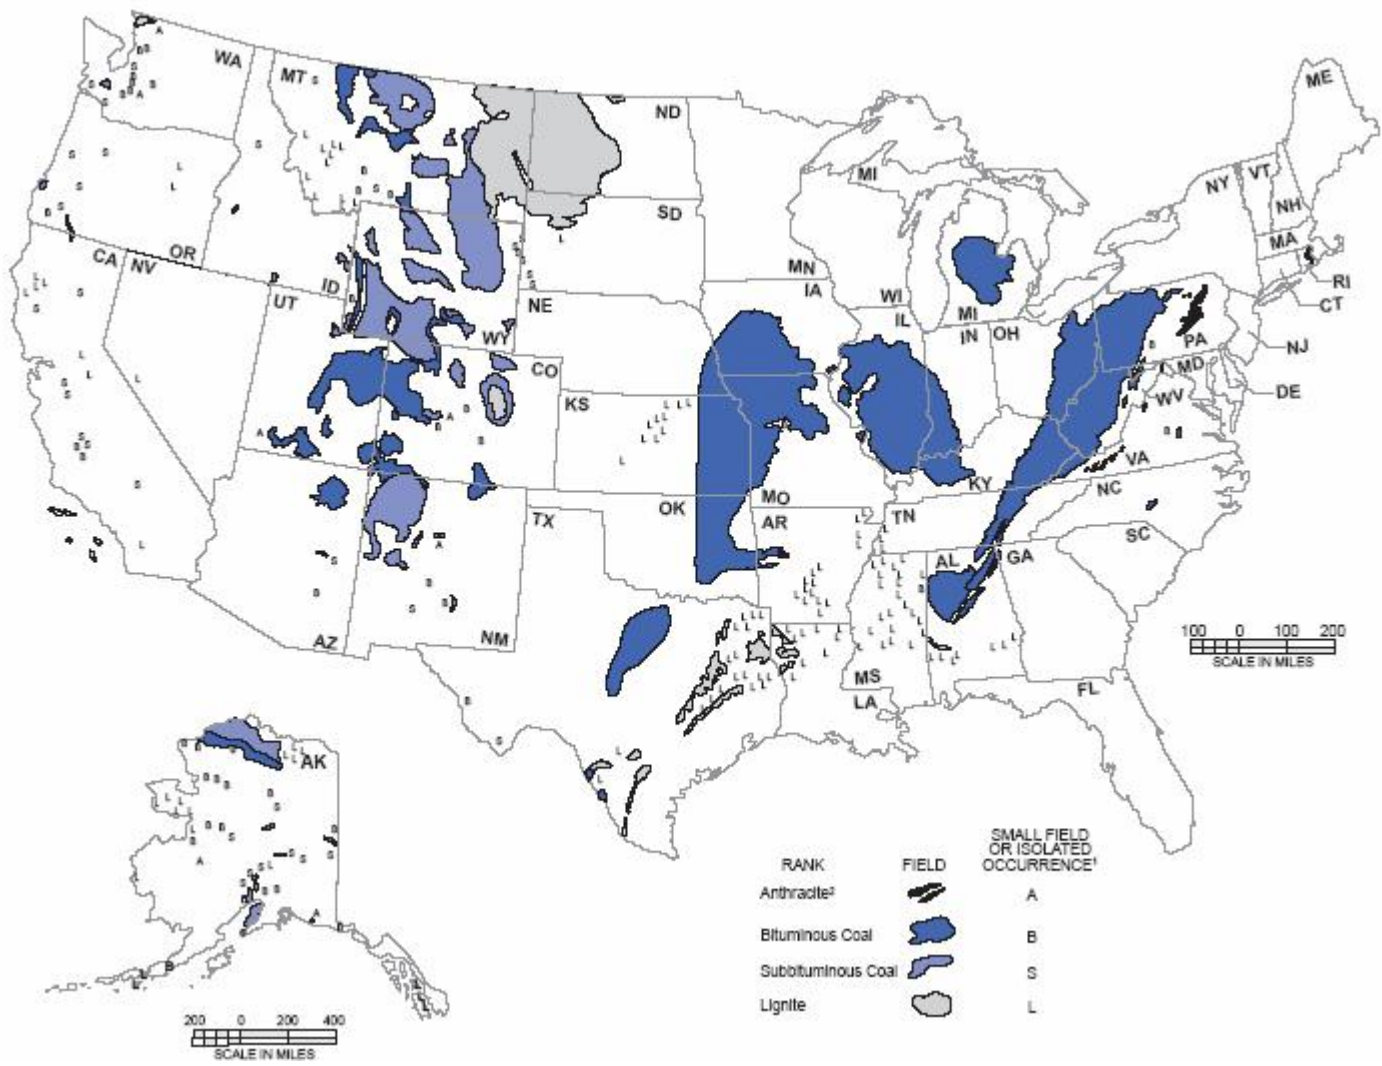 WA
MT
ND
ME
MI
NY
VT
NH
MA
SD
OR
CA
NV
ID
MN
IA
WI
RI
CT
UT
NE
WY
IL
MI
IN
OH
PA
NJ
CO
MD
DE
KS
WV
VA
KY
OK
MO
NC
TX
AR
TN
SC
AL
GA
AZ
NM
MS
LA
FL
AK
100 0 100 200
SCALE IN MILES
RANK FIELD SMALL FIELD
OR ISOLATED
OCCURRENCE¹
Anthracite² A
Bituminous Coal B
Subbituminous Coal S
Lignite L
200 0 200 400
SCALE IN MILES